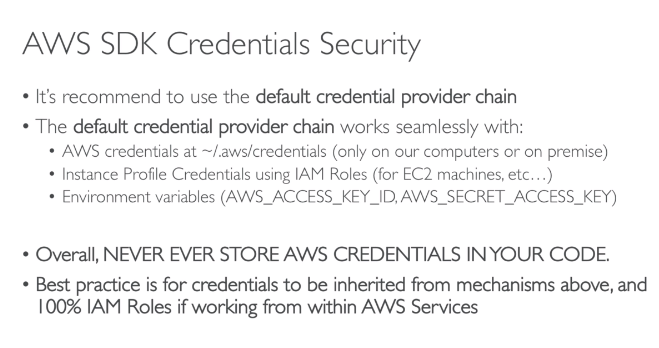 AWS SDK Credentials Security
• It's recommend to use the default credential provider chain
• The default credential provider chain works seamlessly with:
• AWS credentials at ~/.aws/credentials (only on our computers or on premise)
• Instance Profile Credentials using IAM Roles (for EC2 machines, etc…)
• Environment variables (AWS_ACCESS_KEY_ID, AWS_SECRET_ACCESS_KEY)
• Overall, NEVER EVER STORE AWS CREDENTIALS IN YOUR CODE.
• Best practice is for credentials to be inherited from mechanisms above, and
100% IAM Roles if working from within AWS Services